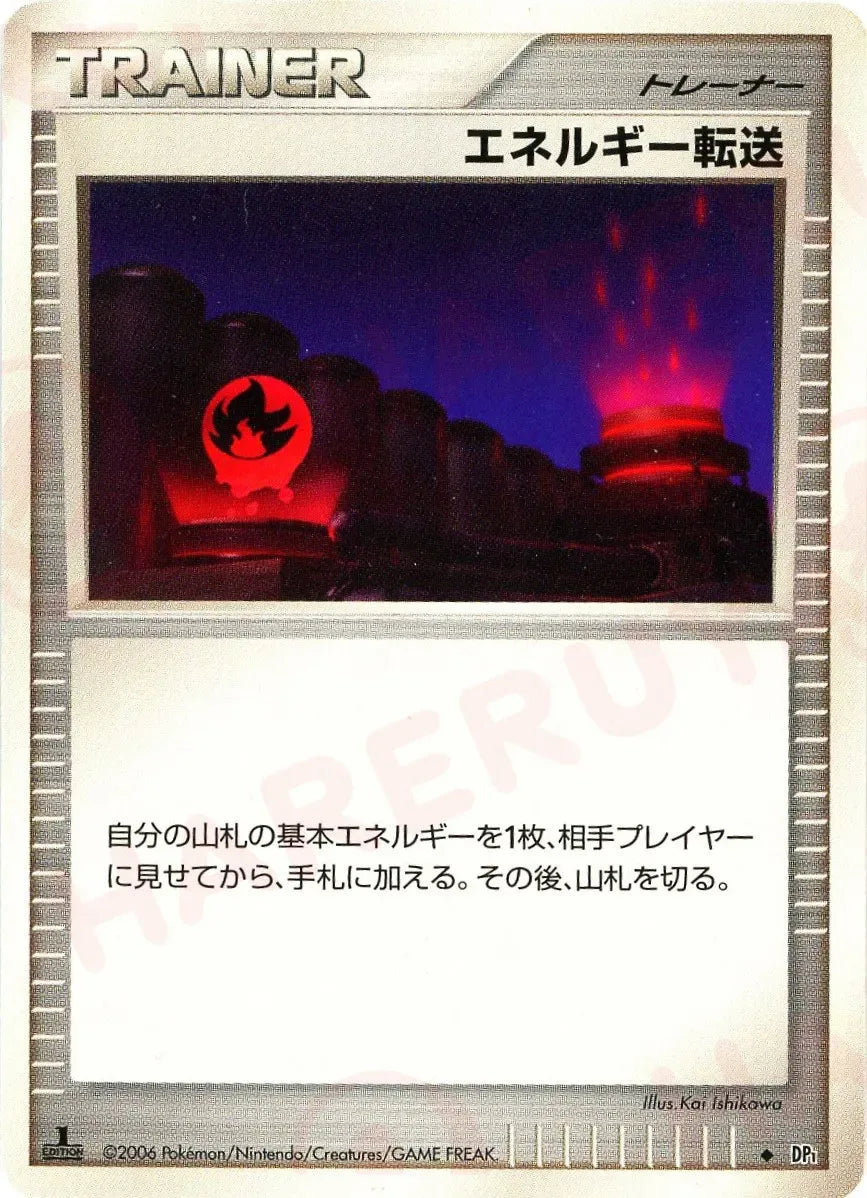 TRAINER
トレーナー
エネルギー転送
自分の山札の基本エネルギーを1枚、相手プレイヤー
に見せてから、手札に加える。その後、山札を切る。
Illus.Kai Ishikawa
1
EDITION
©2006 Pokémon/Nintendo/Creatures/GAME FREAK.
◆ DP1
HARERUY